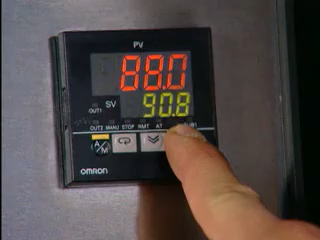 PV
88.0
SV
90.8
OUT1
OUT2 MANU STOP RMT AT
A/M
OMRON